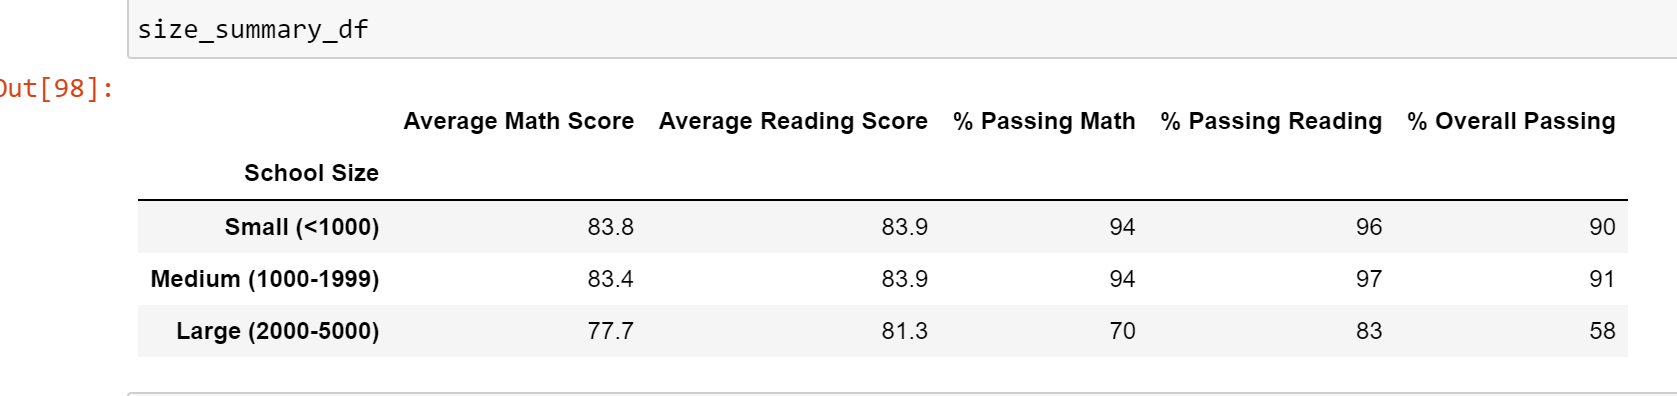 size_summary_df
Out[98]:
Average Math Score Average Reading Score % Passing Math % Passing Reading % Overall Passing
School Size
Small (<1000) 83.8 83.9 94 96 90
Medium (1000-1999) 83.4 83.9 94 97 91
Large (2000-5000) 77.7 81.3 70 83 58